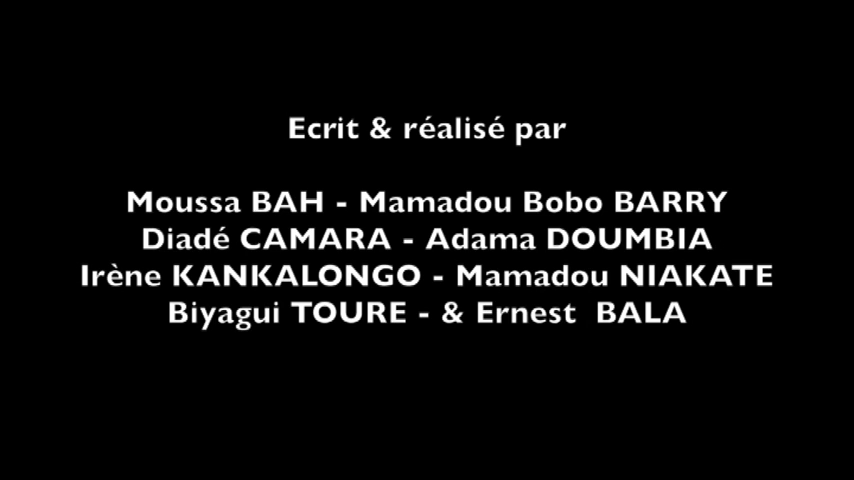 Ecrit & réalisé par
Moussa BAH - Mamadou Bobo BARRY
Diadé CAMARA - Adama DOUMBIA
Irène KANKALONGO - Mamadou NIAKATE
Biyagui TOURE - & Ernest  BALA